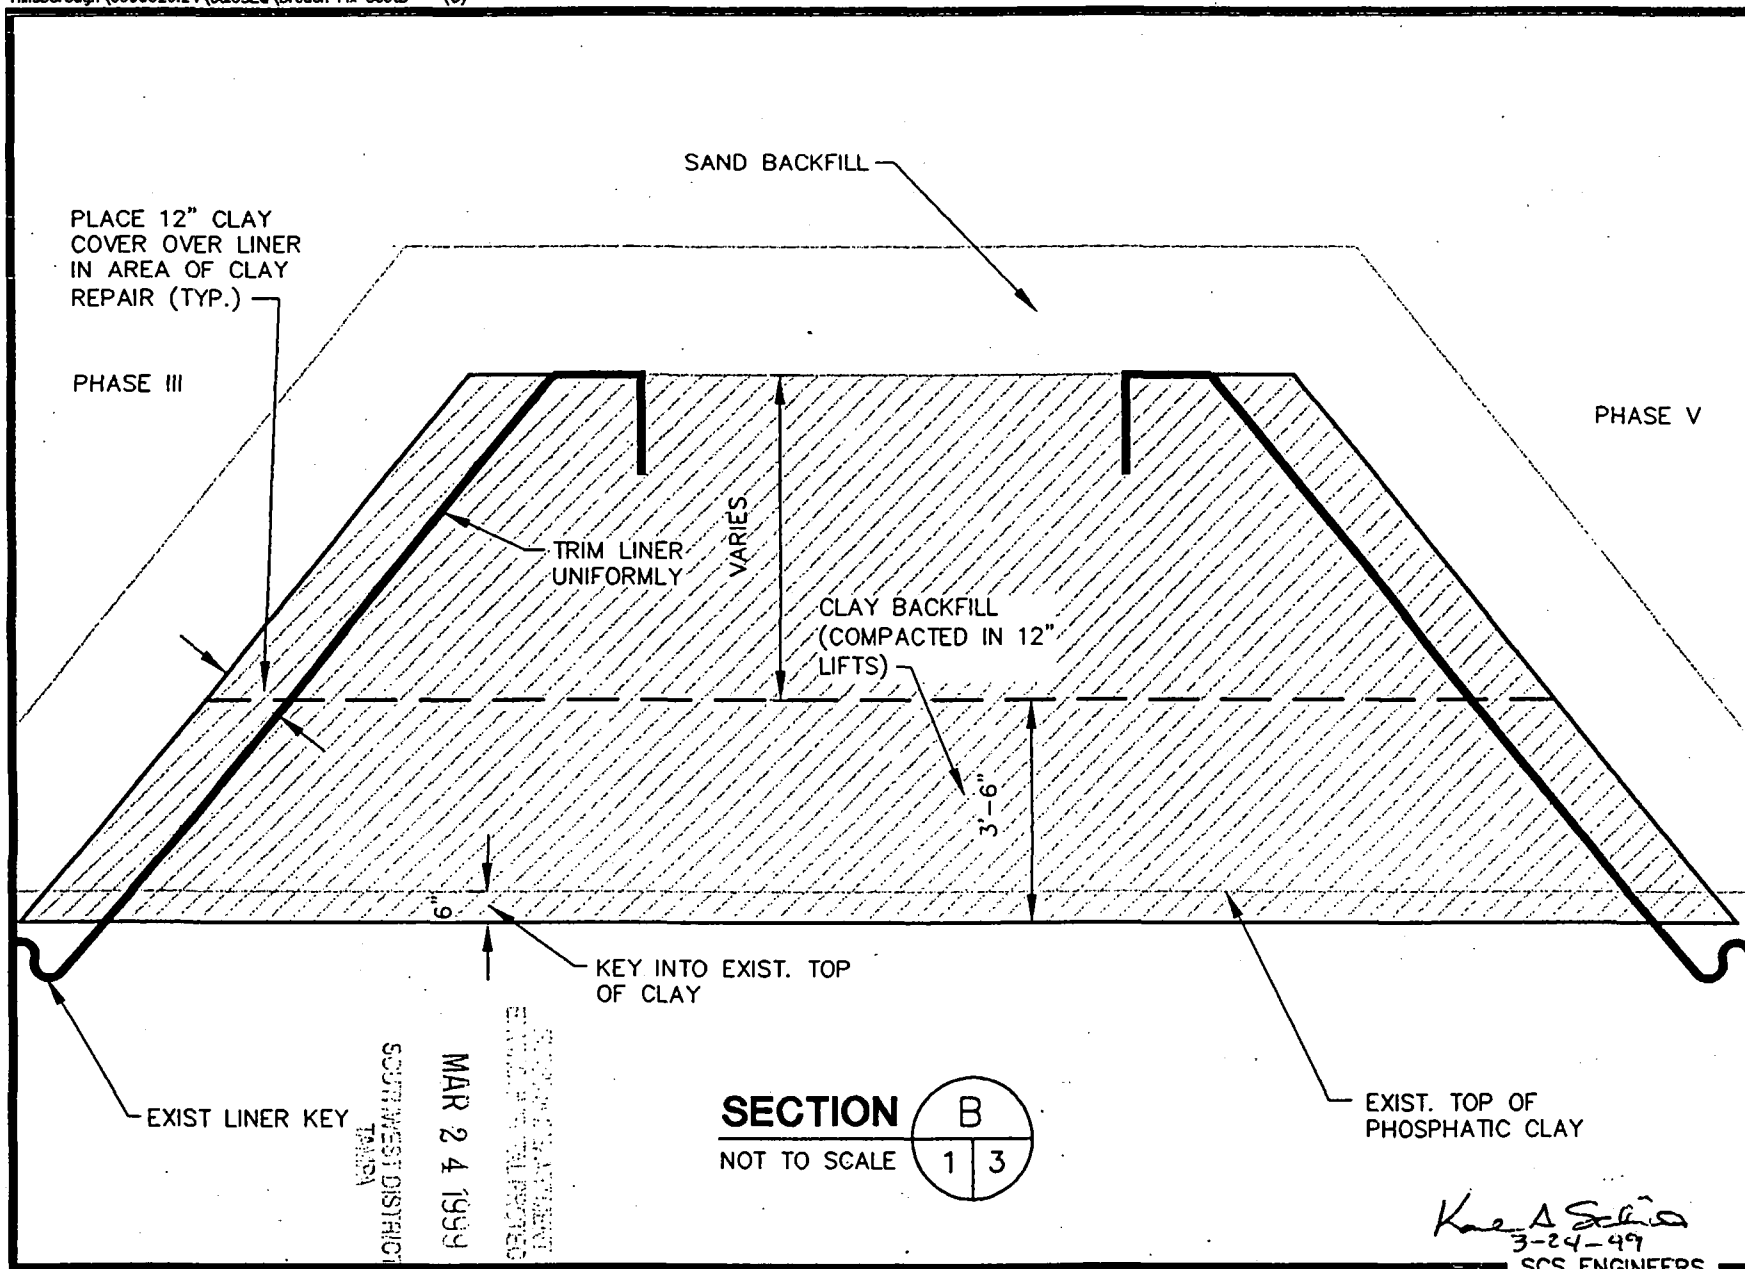 SAND BACKFILL
PLACE 12" CLAY
COVER OVER LINER
IN AREA OF CLAY
REPAIR (TYP.)
PHASE III
PHASE V
TRIM LINER
UNIFORMLY
VARIES
CLAY BACKFILL
(COMPACTED IN 12"
LIFTS)
3'-6"
6"
KEY INTO EXIST. TOP
OF CLAY
EXIST LINER KEY
MAR 24 1999
SOUTHWEST DISTRICT
TAMPA
SECTION B
NOT TO SCALE 1 3
EXIST. TOP OF
PHOSPHATIC CLAY
3-24-99
SCS ENGINEERS